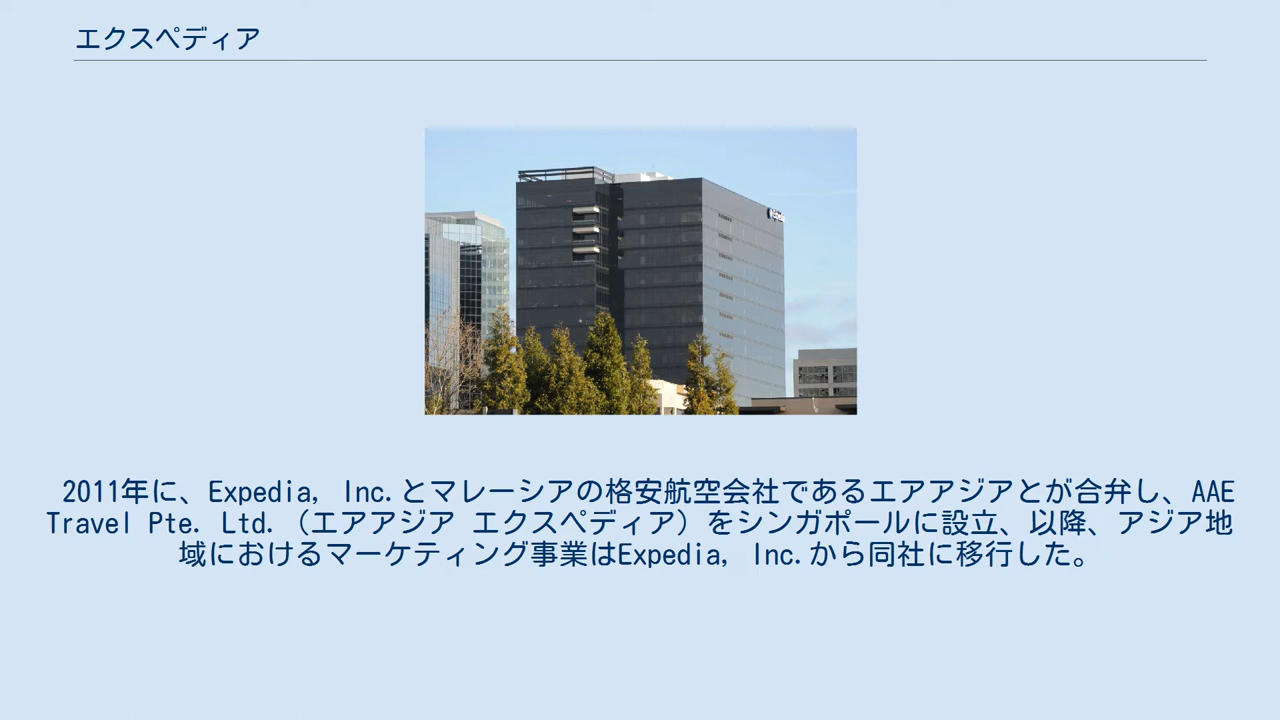 エクスペディア
2011年に、Expedia, Inc.とマレーシアの格安航空会社であるエアアジアとが合弁し、AAE
Travel Pte. Ltd.（エアアジア エクスペディア）をシンガポールに設立、以降、アジア地
域におけるマーケティング事業はExpedia, Inc.から同社に移行した。